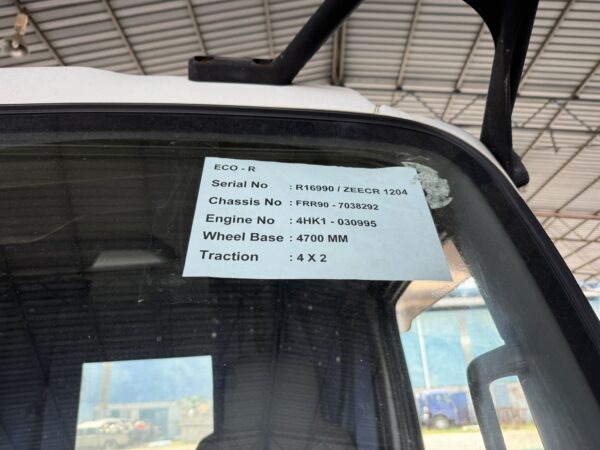 ECO - R
Serial No : R16990 / ZEECR 1204
Chassis No : FRR90 - 7038292
Engine No : 4HK1 - 030995
Wheel Base : 4700 MM
Traction : 4 X 2